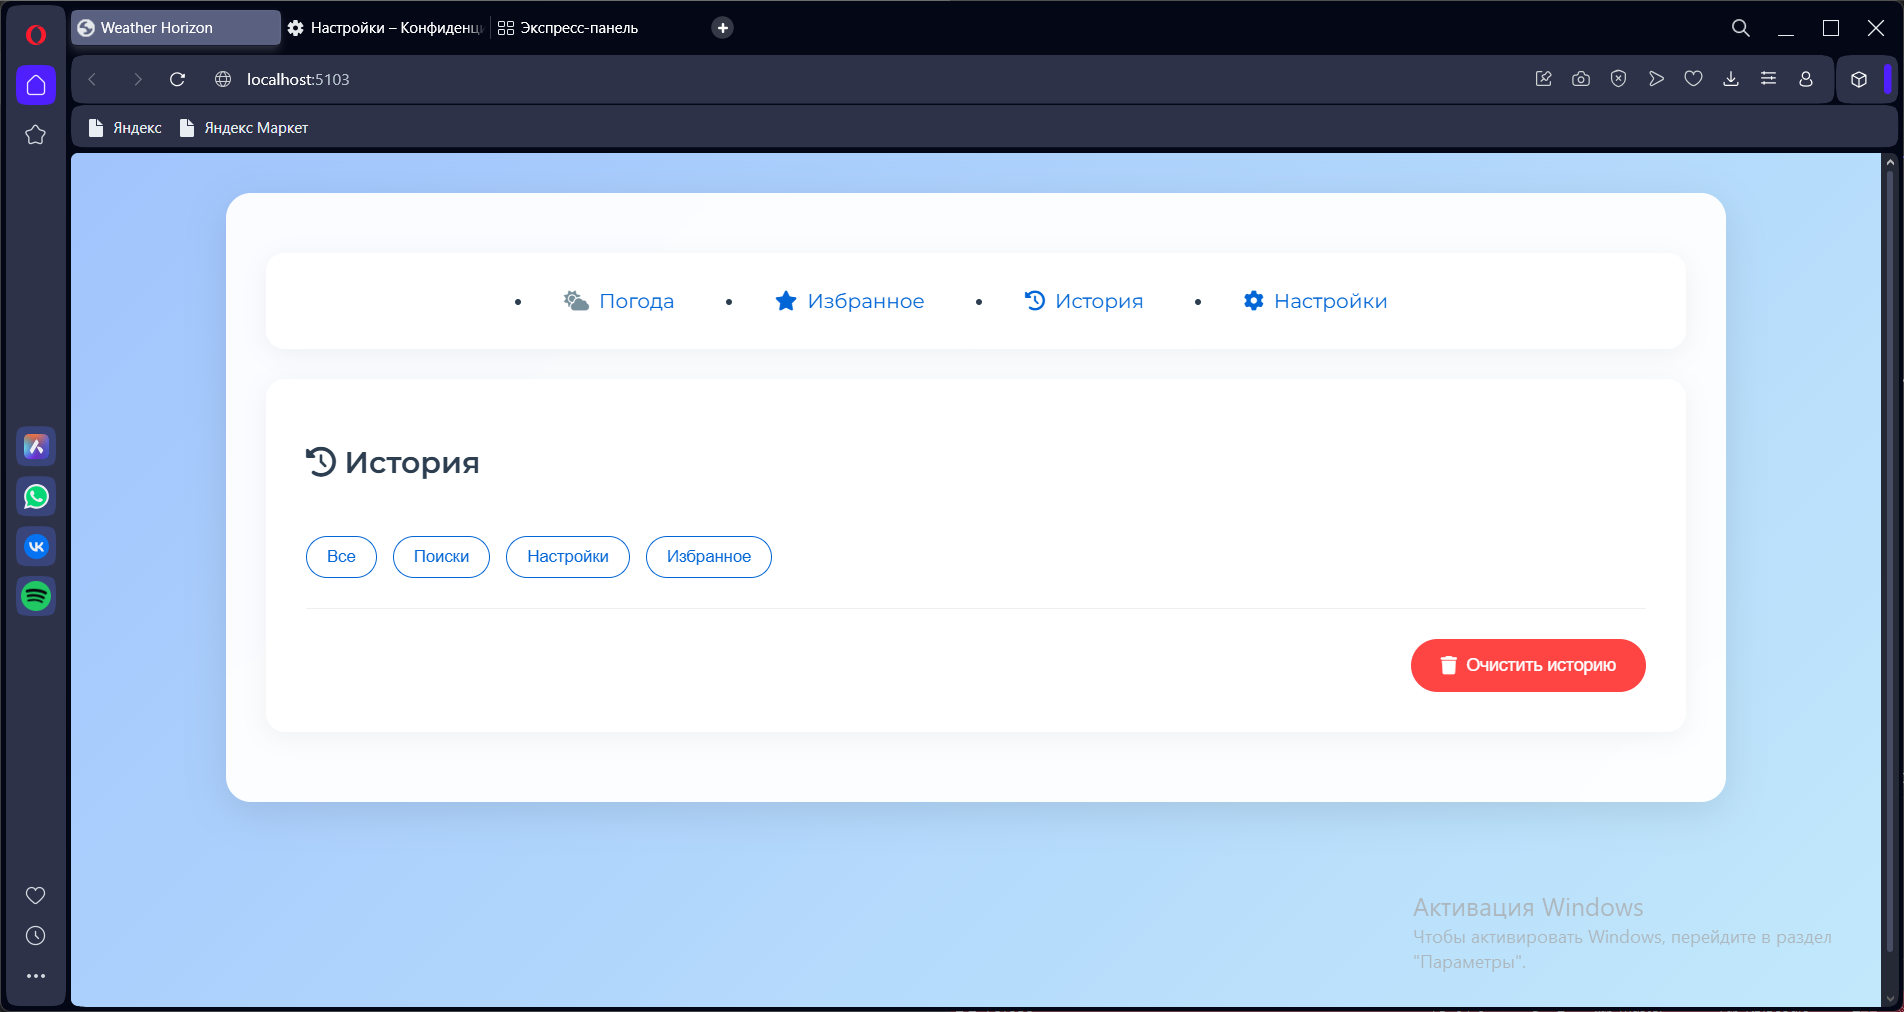 Weather Horizon
Настройки – Конфиденци
Экспресс-панель
localhost:5103
Яндекс
Яндекс Маркет
Погода
Избранное
История
Настройки
История
Все
Поиски
Настройки
Избранное
Очистить историю
Активация Windows
Чтобы активировать Windows, перейдите в раздел
"Параметры".